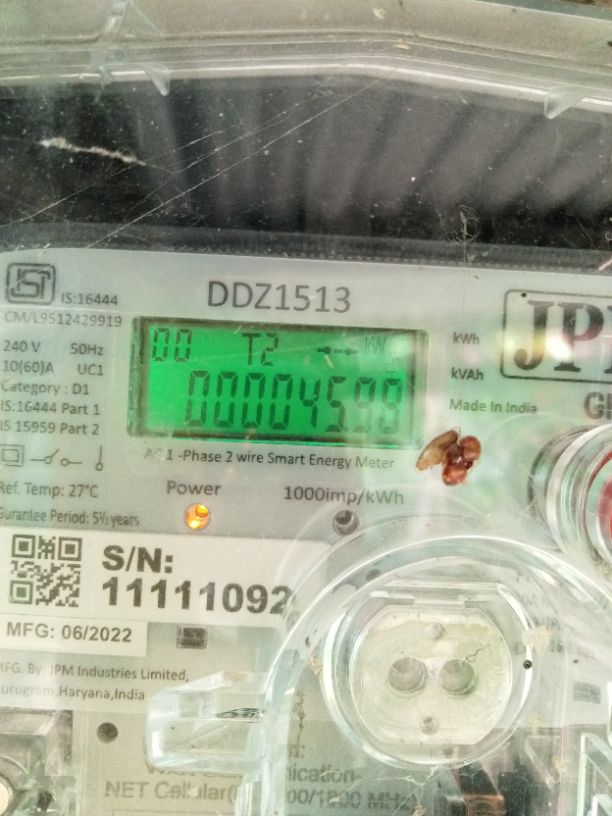 IS:16444
CM/L9512429919
DDZ1513
240 V 50Hz
10(60)A UC1
Category : D1
IS:16444 Part 1
IS 15959 Part 2
00 T2 kW
00004598
kWh
kVAh
Made In India
JP
AC 1 -Phase 2 wire Smart Energy Meter
Ref. Temp: 27°C
Gurantee Period: 5½ years
Power
1000imp/kWh
S/N:
11111092
MFG: 06/2022
MFG. By: JPM Industries Limited,
Gurugram, Haryana, India
NET Cellular(